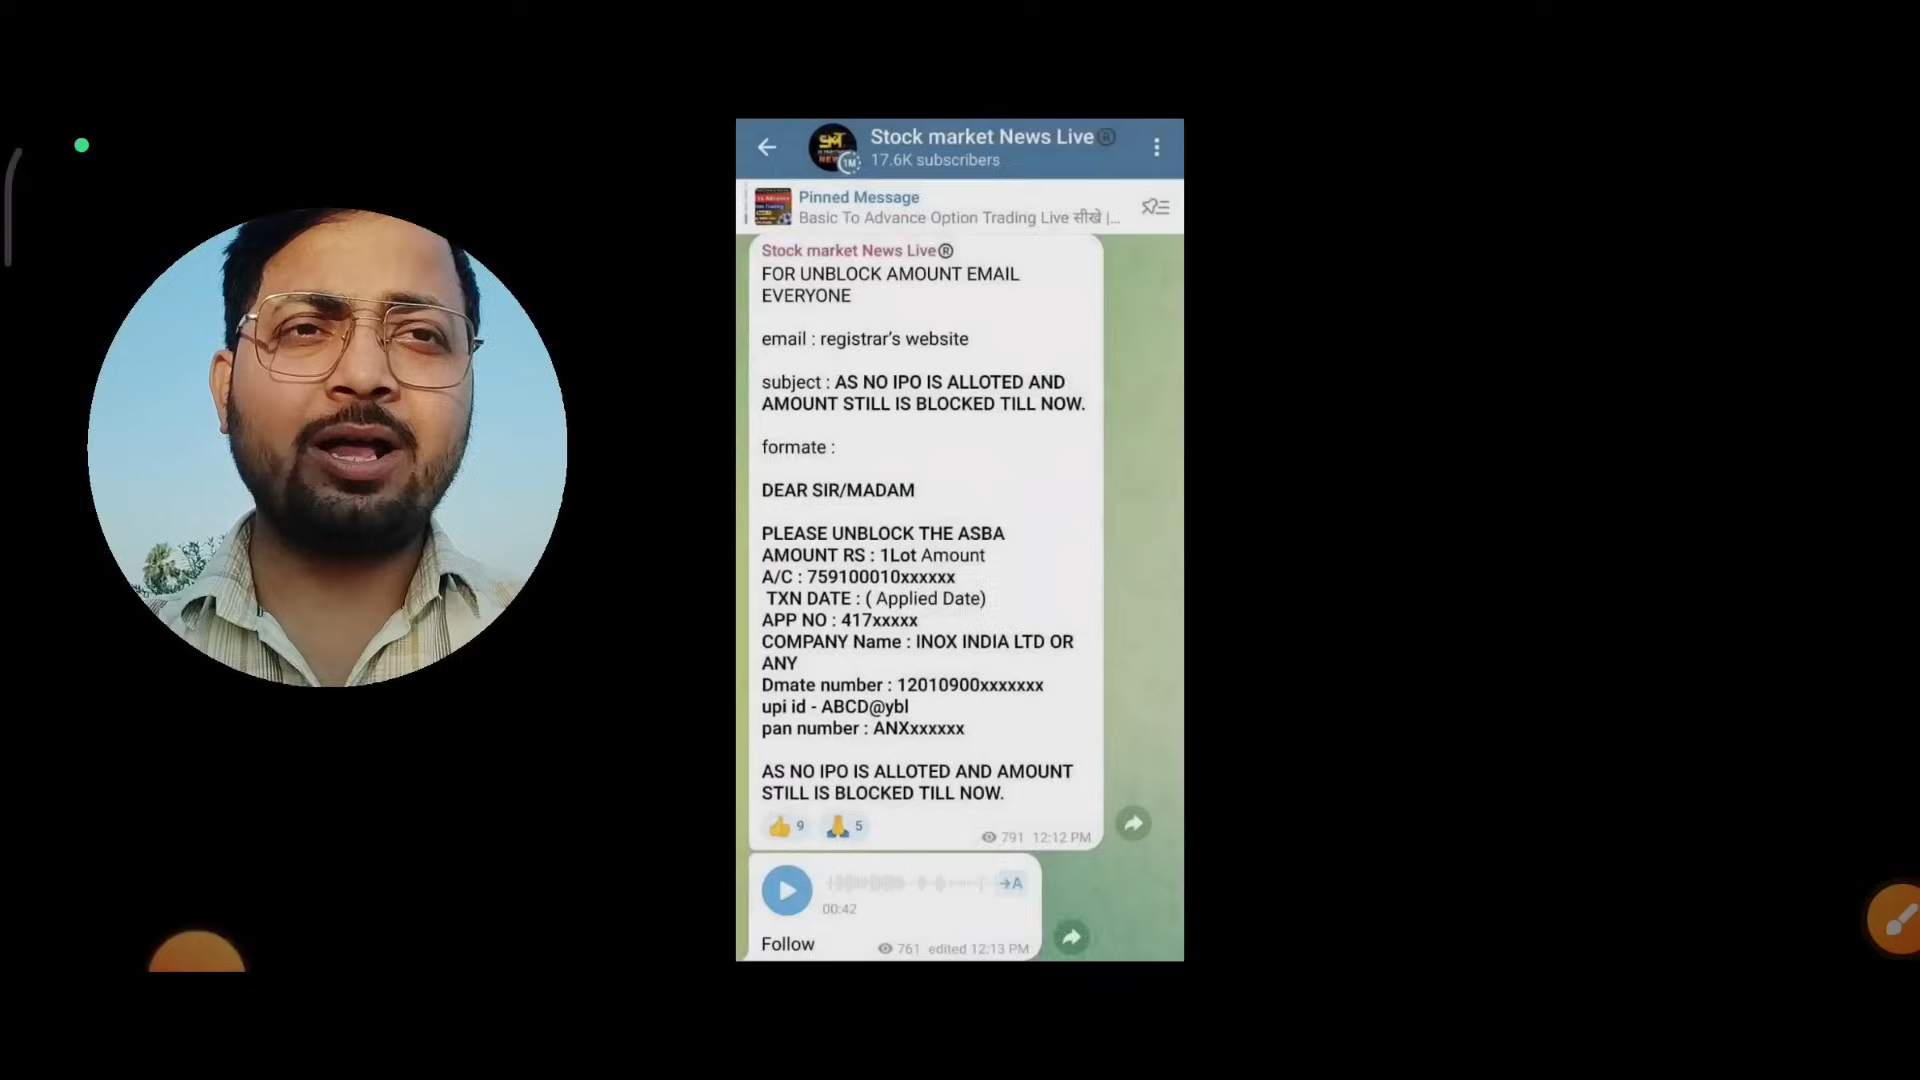 Stock market News Live®
17.6K subscribers
1M
Pinned Message
Basic To Advance Option Trading Live सीखे |...
Stock market News Live®
FOR UNBLOCK AMOUNT EMAIL
EVERYONE
email : registrar’s website
subject : AS NO IPO IS ALLOTED AND
AMOUNT STILL IS BLOCKED TILL NOW.
formate :
DEAR SIR/MADAM
PLEASE UNBLOCK THE ASBA
AMOUNT RS : 1Lot Amount
A/C : 759100010xxxxxx
TXN DATE : ( Applied Date)
APP NO : 417xxxxx
COMPANY Name : INOX INDIA LTD OR
ANY
Dmate number : 12010900xxxxxxx
upi id - ABCD@ybl
pan number : ANXxxxxxx
AS NO IPO IS ALLOTED AND AMOUNT
STILL IS BLOCKED TILL NOW.
9 5
791 12:12 PM
→A
00:42
Follow
761 edited 12:13 PM